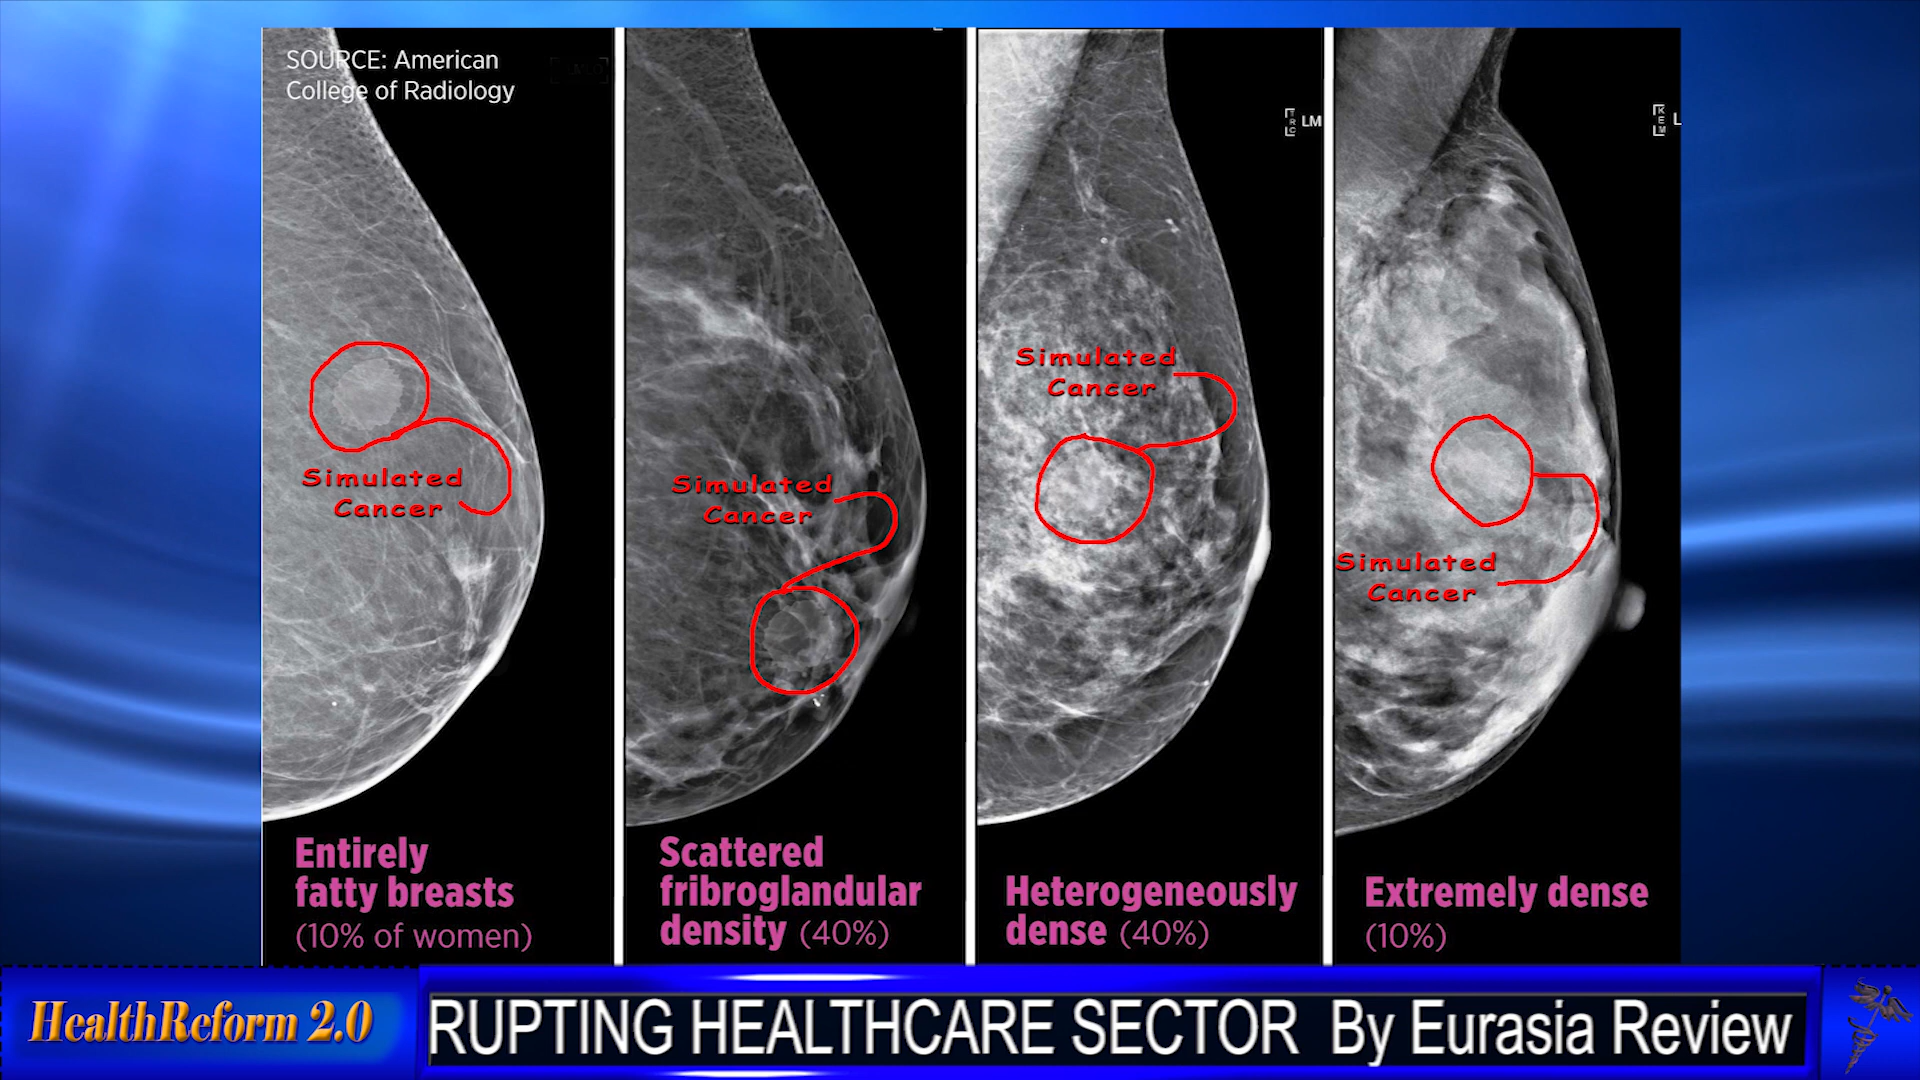 SOURCE: American
College of Radiology
Simulated
Cancer
Entirely
fatty breasts
(10% of women)
Simulated
Cancer
Scattered
fribroglandular
density (40%)
LM
Simulated
Cancer
Heterogeneously
dense (40%)
L
Simulated
Cancer
Extremely dense
(10%)
HealthReform 2.0
RUPTING HEALTHCARE SECTOR By Eurasia Review